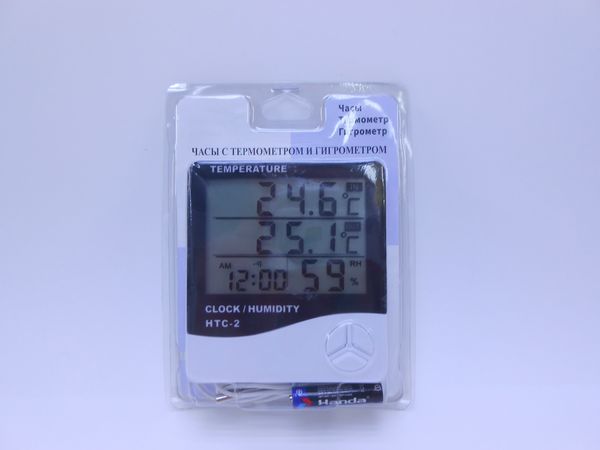 Часы
Термометр
Гигрометр
ЧАСЫ С ТЕРМОМЕТРОМ И ГИГРОМЕТРОМ
TEMPERATURE
IN
24.6°C
25.1°C
AM RH
12:00 59%
CLOCK / HUMIDITY
HTC-2
Handa